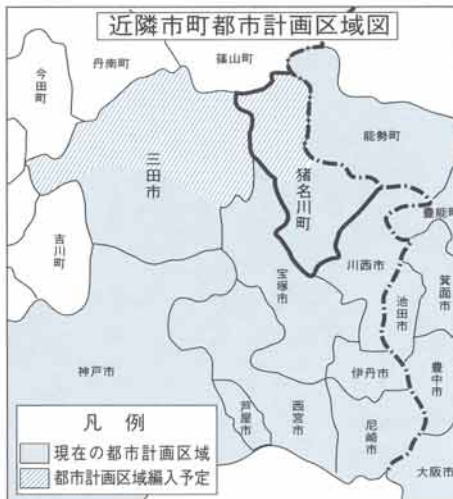 近隣市町都市計画区域図
篠山町
丹南町
今田町
能勢町
三田市
猪名川町
豊能町
吉川町
川西市
宝塚市
箕面市
池田市
神戸市
伊丹市
豊中市
芦屋市
西宮市
尼崎市
大阪市
凡例
現在の都市計画区域
都市計画区域編入予定